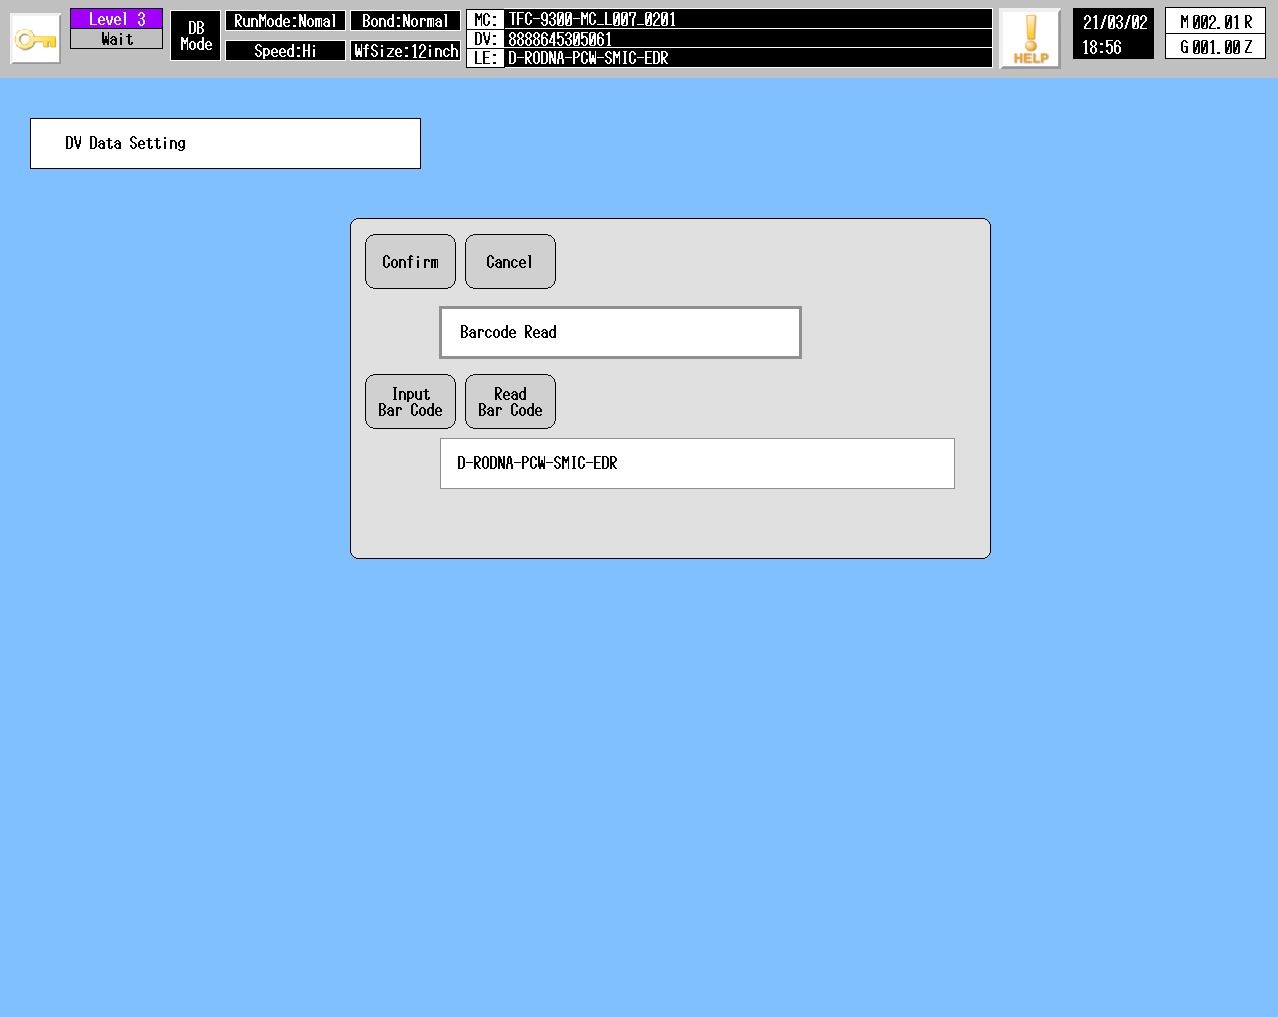 Level 3
Wait
DB
Mode
RunMode:Nomal
Bond:Normal
Speed:Hi
WfSize:12inch
MC: TFC-9300-MC_L007_0201
DV: 8888645305061
LE: D-RODNA-PCW-SMIC-EDR
HELP
21/03/02
18:56
M 002.01 R
G 001.00 Z
DV Data Setting
Confirm
Cancel
Barcode Read
Input
Bar Code
Read
Bar Code
D-RODNA-PCW-SMIC-EDR